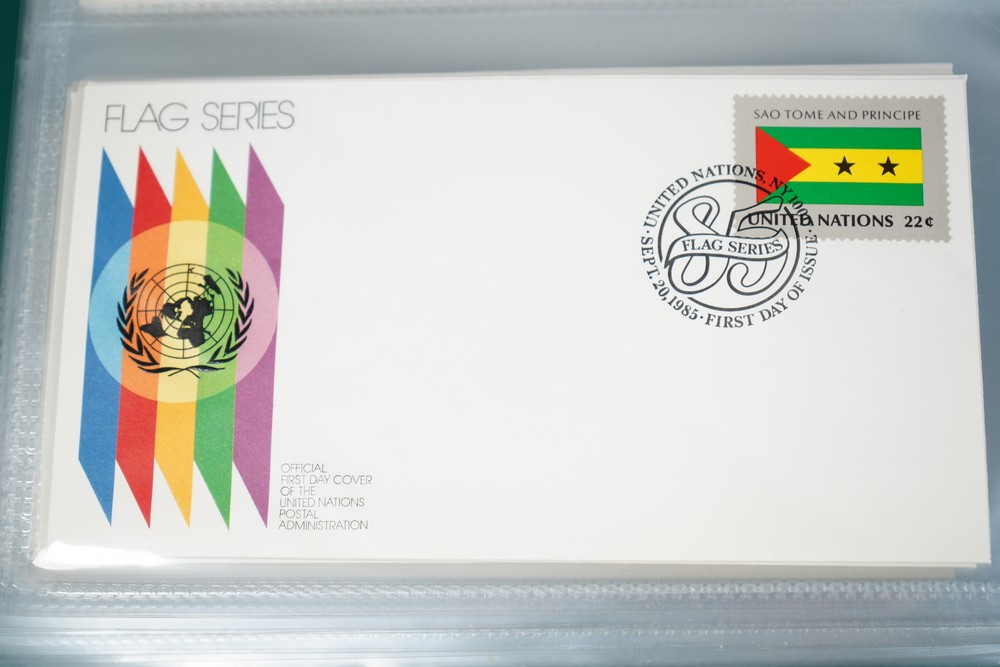 FLAG SERIES
SAO TOME AND PRINCIPE
UNITED NATIONS 22¢
UNITED NATIONS, NY
85
FLAG SERIES
SEPT. 20, 1985 · FIRST DAY OF ISSUE ·
OFFICIAL
FIRST DAY COVER
OF THE
UNITED NATIONS
POSTAL
ADMINISTRATION